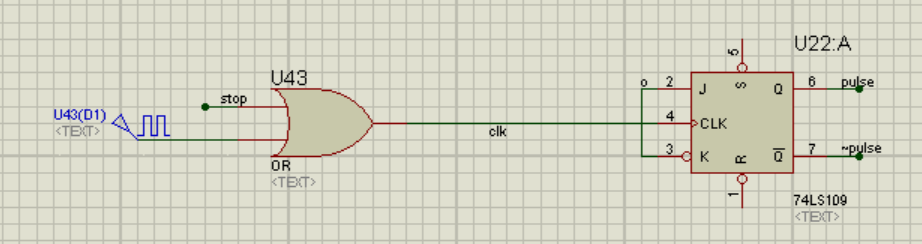 U22:A
5
U43
o 2 J S Q 6 pulse
stop
U43(D1)
<TEXT>
4 CLK
clk
3 K R Q 7 ~pulse
OR
<TEXT>
1
74LS109
<TEXT>